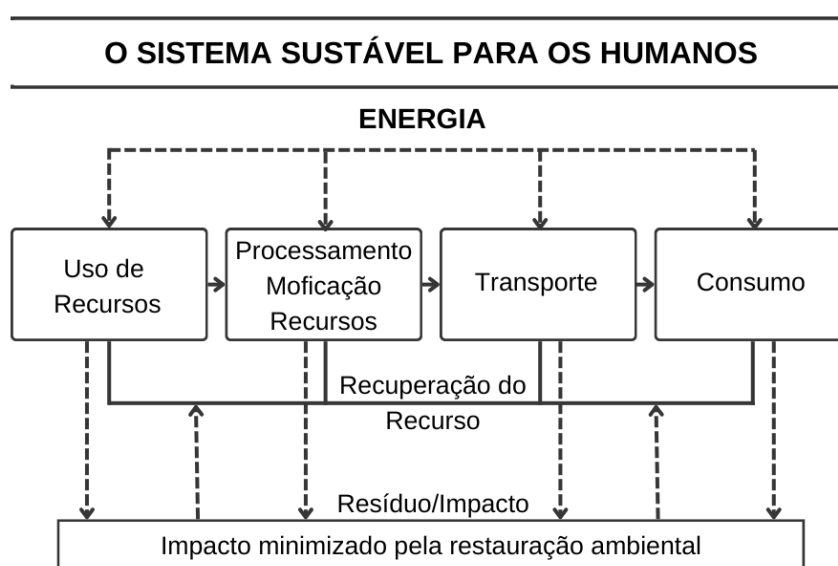 O SISTEMA SUSTÁVEL PARA OS HUMANOS
ENERGIA
Uso de
Recursos
Processamento
Moficação
Recursos
Transporte
Consumo
Recuperação do
Recurso
Resíduo/Impacto
Impacto minimizado pela restauração ambiental